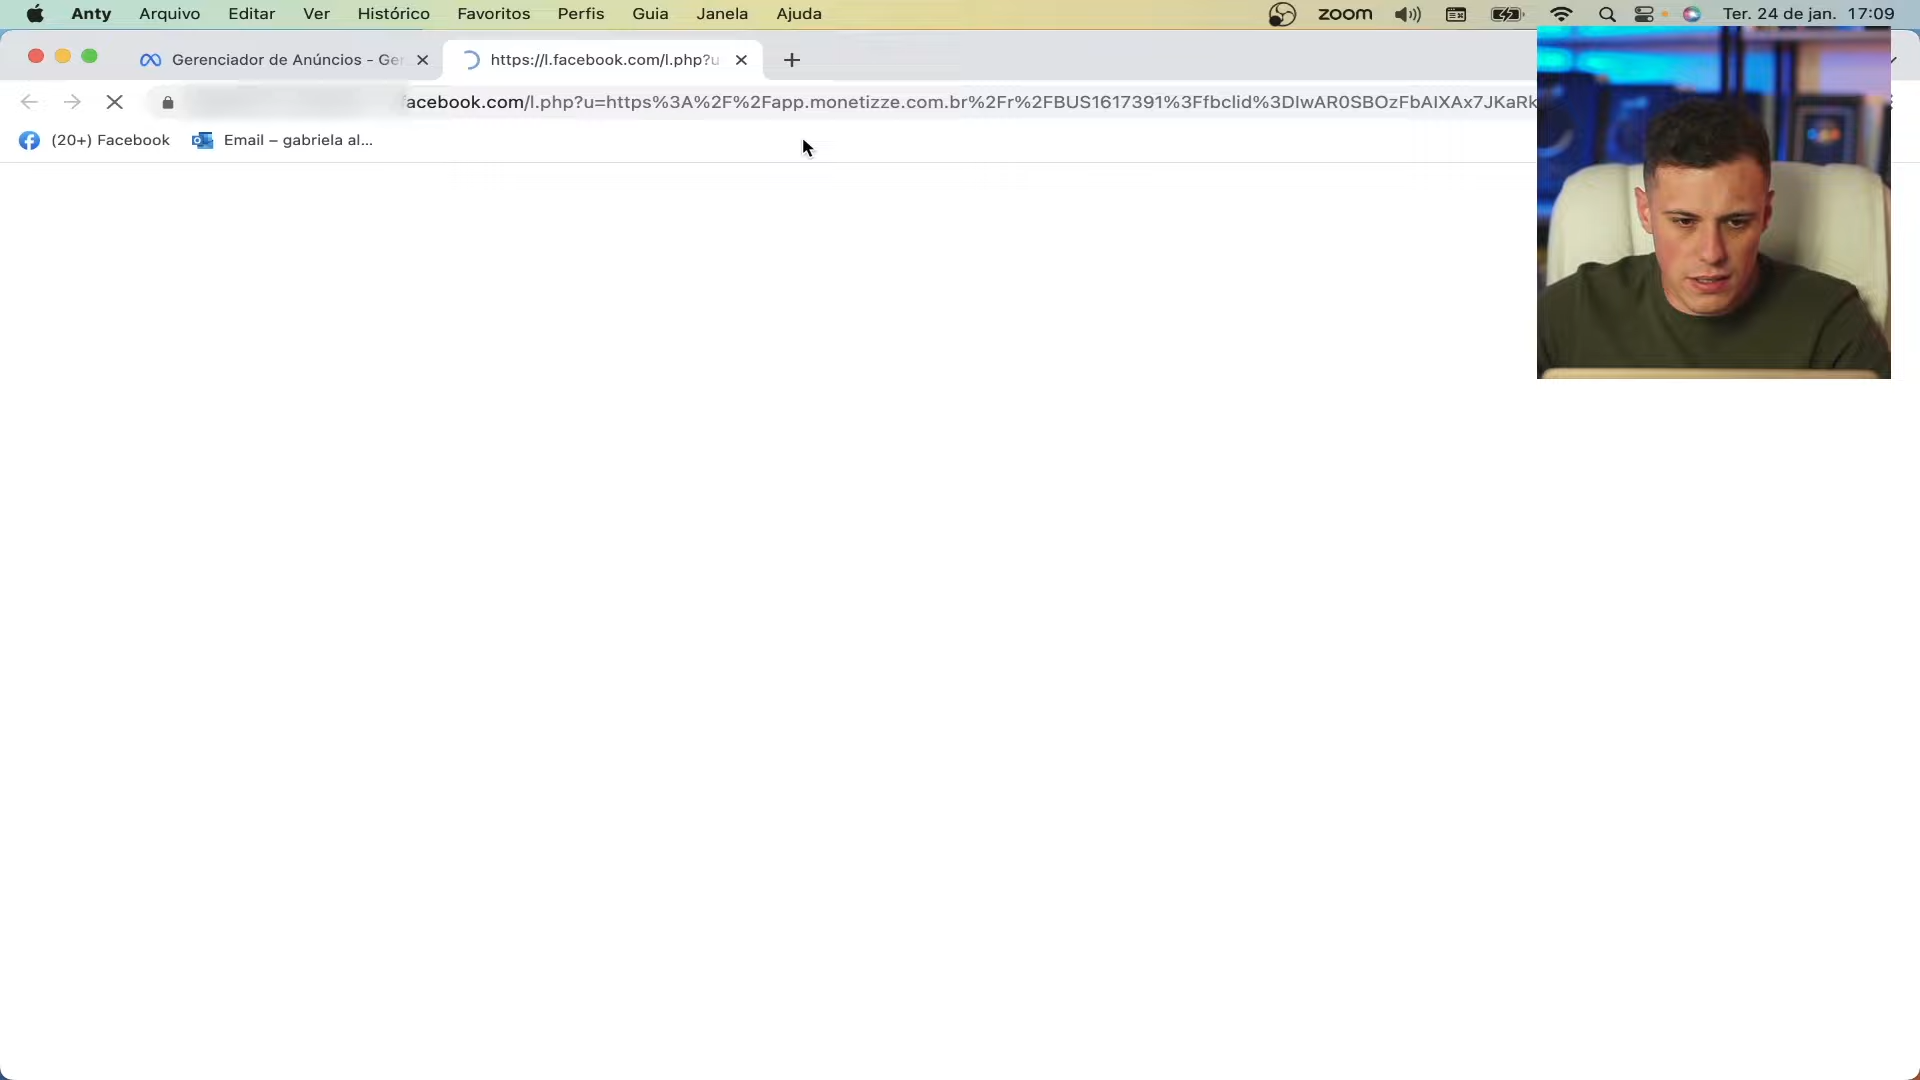 Anty Arquivo Editar Ver Histórico Favoritos Perfis Guia Janela Ajuda zoom Ter. 24 de jan. 17:09
Gerenciador de Anúncios - Ge https://l.facebook.com/l.php?u
acebook.com/l.php?u=https%3A%2F%2Fapp.monetizze.com.br%2Fr%2FBUS1617391%3Ffbclid%3DIwAR0SBOzFbAIXAx7JKaRk
(20+) Facebook Email – gabriela al...